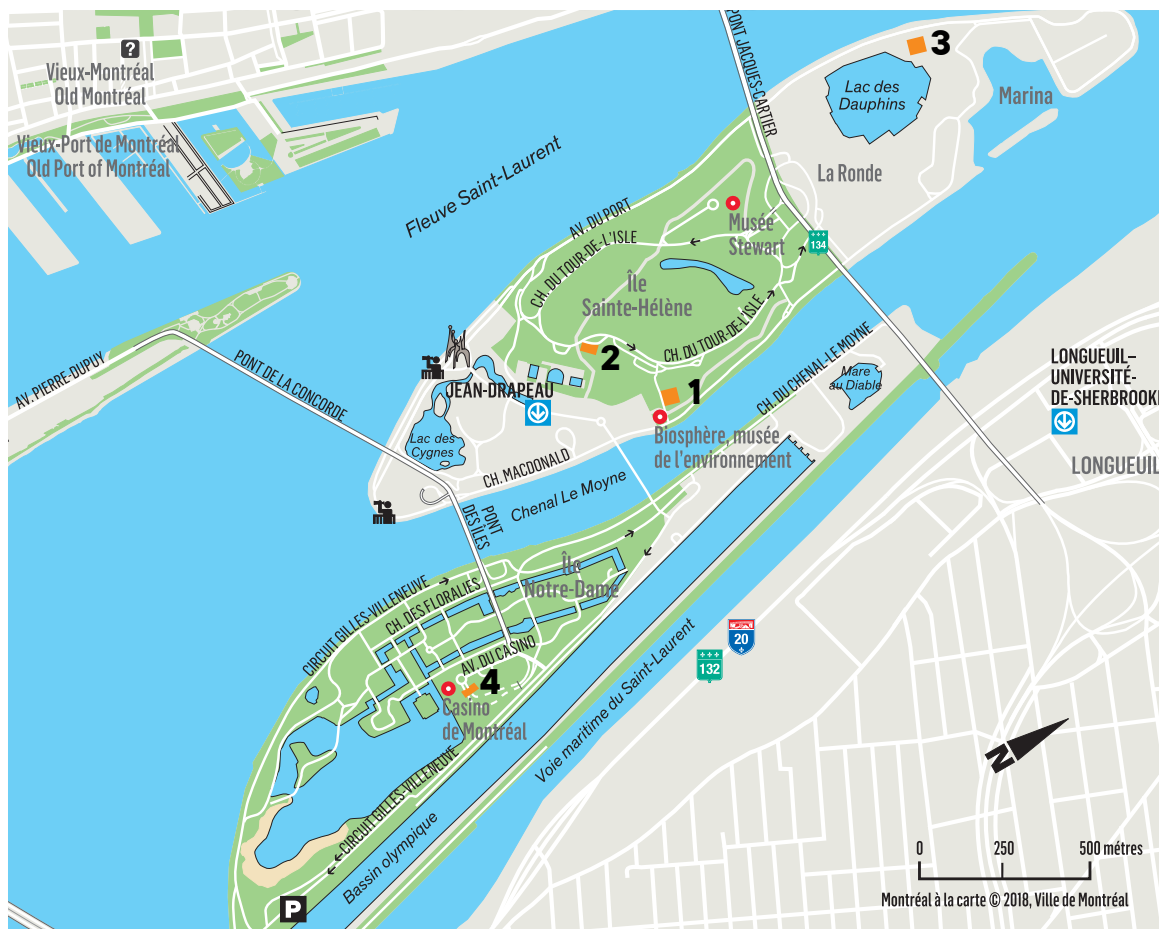 ?
Vieux-Montréal
Old Montréal
Vieux-Port de Montréal
Old Port of Montréal
Fleuve Saint-Laurent
PONT JACQUES-CARTIER
3
Lac des
Dauphins
Marina
La Ronde
AV. DU PORT
Musée
Stewart
134
CH. DU TOUR-DE-L'ISLE
Île
Sainte-Hélène
CH. DU TOUR-DE-L'ISLE
2
1
CH. DU CHENAL-LE MOYNE
Mare
au Diable
LONGUEUIL–
UNIVERSITÉ-
DE-SHERBROOKE
LONGUEUIL
AV. PIERRE-DUPUY
PONT DE LA CONCORDE
JEAN-DRAPEAU
Lac des
Cygnes
Biosphère, musée
de l'environnement
CH. MACDONALD
Chenal Le Moyne
PONT
DES ÎLES
Île
Notre-Dame
CIRCUIT GILLES-VILLENEUVE
CH. DES FLORALIES
AV. DU CASINO
4
Casino
de Montréal
20
132
Voie maritime du Saint-Laurent
CIRCUIT GILLES-VILLENEUVE
Bassin olympique
P
N
0 250 500 métres
Montréal à la carte © 2018, Ville de Montréal